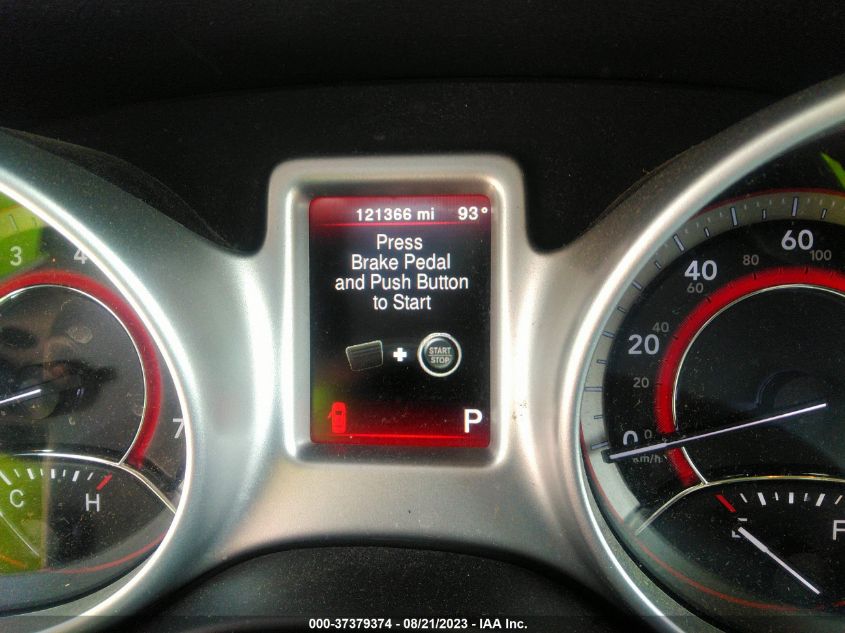 121366 mi 93°
Press
Brake Pedal
and Push Button
to Start
START
STOP
P
3 4
7
C H
0 20 40 60
0 20 40 60 80 100
km/h
E F
000-37379374 - 08/21/2023 - IAA Inc.